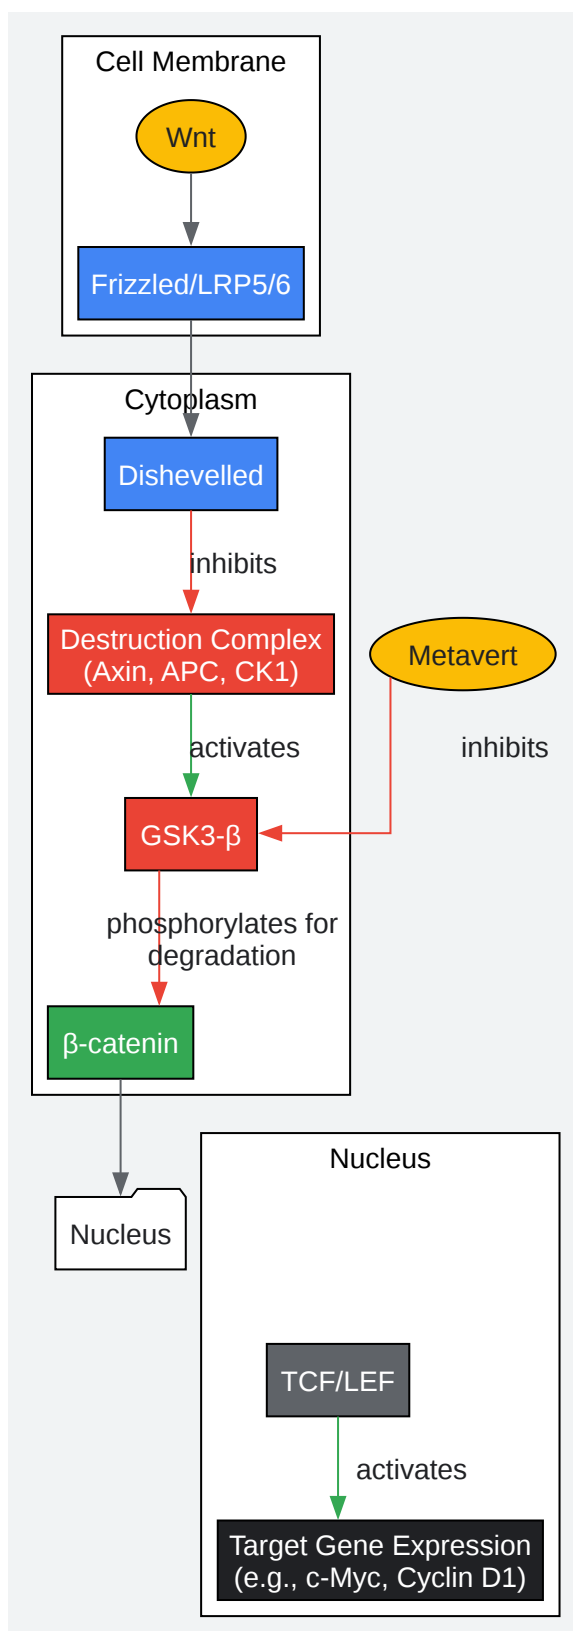 Cell Membrane
Wnt
Frizzled/LRP5/6
Cytoplasm
Dishevelled
inhibits
Destruction Complex
(Axin, APC, CK1)
Metavert
activates
inhibits
GSK3-β
phosphorylates for
degradation
β-catenin
Nucleus
Nucleus
TCF/LEF
activates
Target Gene Expression
(e.g., c-Myc, Cyclin D1)